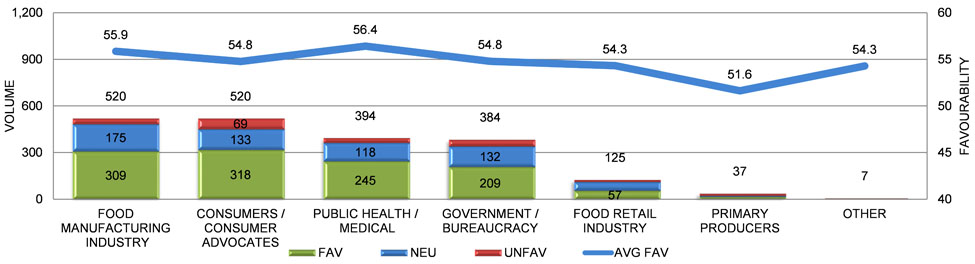 1,200
900
600
300
0
VOLUME
60
55
50
45
40
FAVOURABILITY
55.9
54.8
56.4
54.8
54.3
51.6
54.3
520
520
394
384
125
37
7
175
69
133
118
132
309
318
245
209
57
FOOD
MANUFACTURING
INDUSTRY
CONSUMERS /
CONSUMER
ADVOCATES
PUBLIC HEALTH /
MEDICAL
GOVERNMENT /
BUREAUCRACY
FOOD RETAIL
INDUSTRY
PRIMARY
PRODUCERS
OTHER
FAV
NEU
UNFAV
AVG FAV